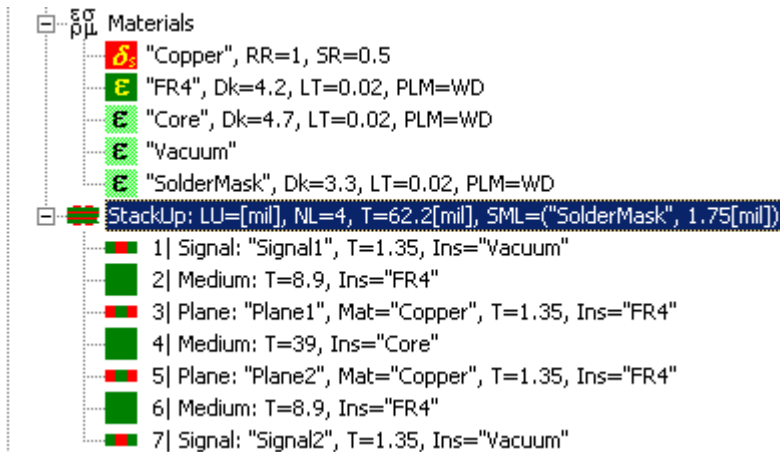 εσ
ρμ Materials
δs "Copper", RR=1, SR=0.5
ε "FR4", Dk=4.2, LT=0.02, PLM=WD
ε "Core", Dk=4.7, LT=0.02, PLM=WD
ε "Vacuum"
ε "SolderMask", Dk=3.3, LT=0.02, PLM=WD
StackUp: LU=[mil], NL=4, T=62.2[mil], SML=("SolderMask", 1.75[mil])
1| Signal: "Signal1", T=1.35, Ins="Vacuum"
2| Medium: T=8.9, Ins="FR4"
3| Plane: "Plane1", Mat="Copper", T=1.35, Ins="FR4"
4| Medium: T=39, Ins="Core"
5| Plane: "Plane2", Mat="Copper", T=1.35, Ins="FR4"
6| Medium: T=8.9, Ins="FR4"
7| Signal: "Signal2", T=1.35, Ins="Vacuum"